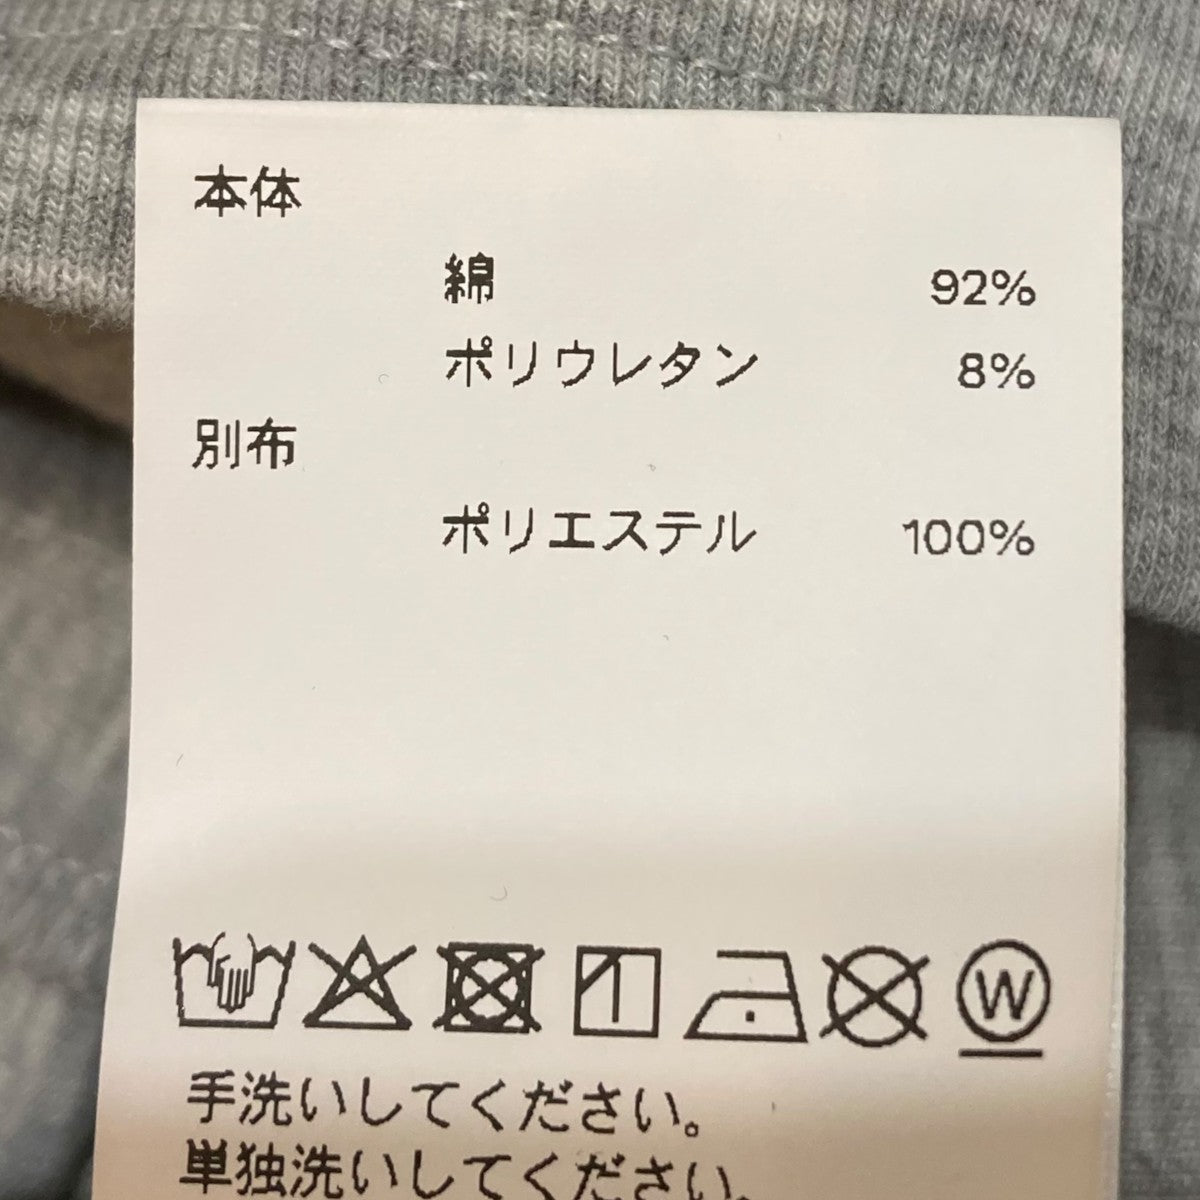 本体
綿 92%
ポリウレタン 8%
別布
ポリエステル 100%
W
手洗いしてください。
単独洗いしてください。